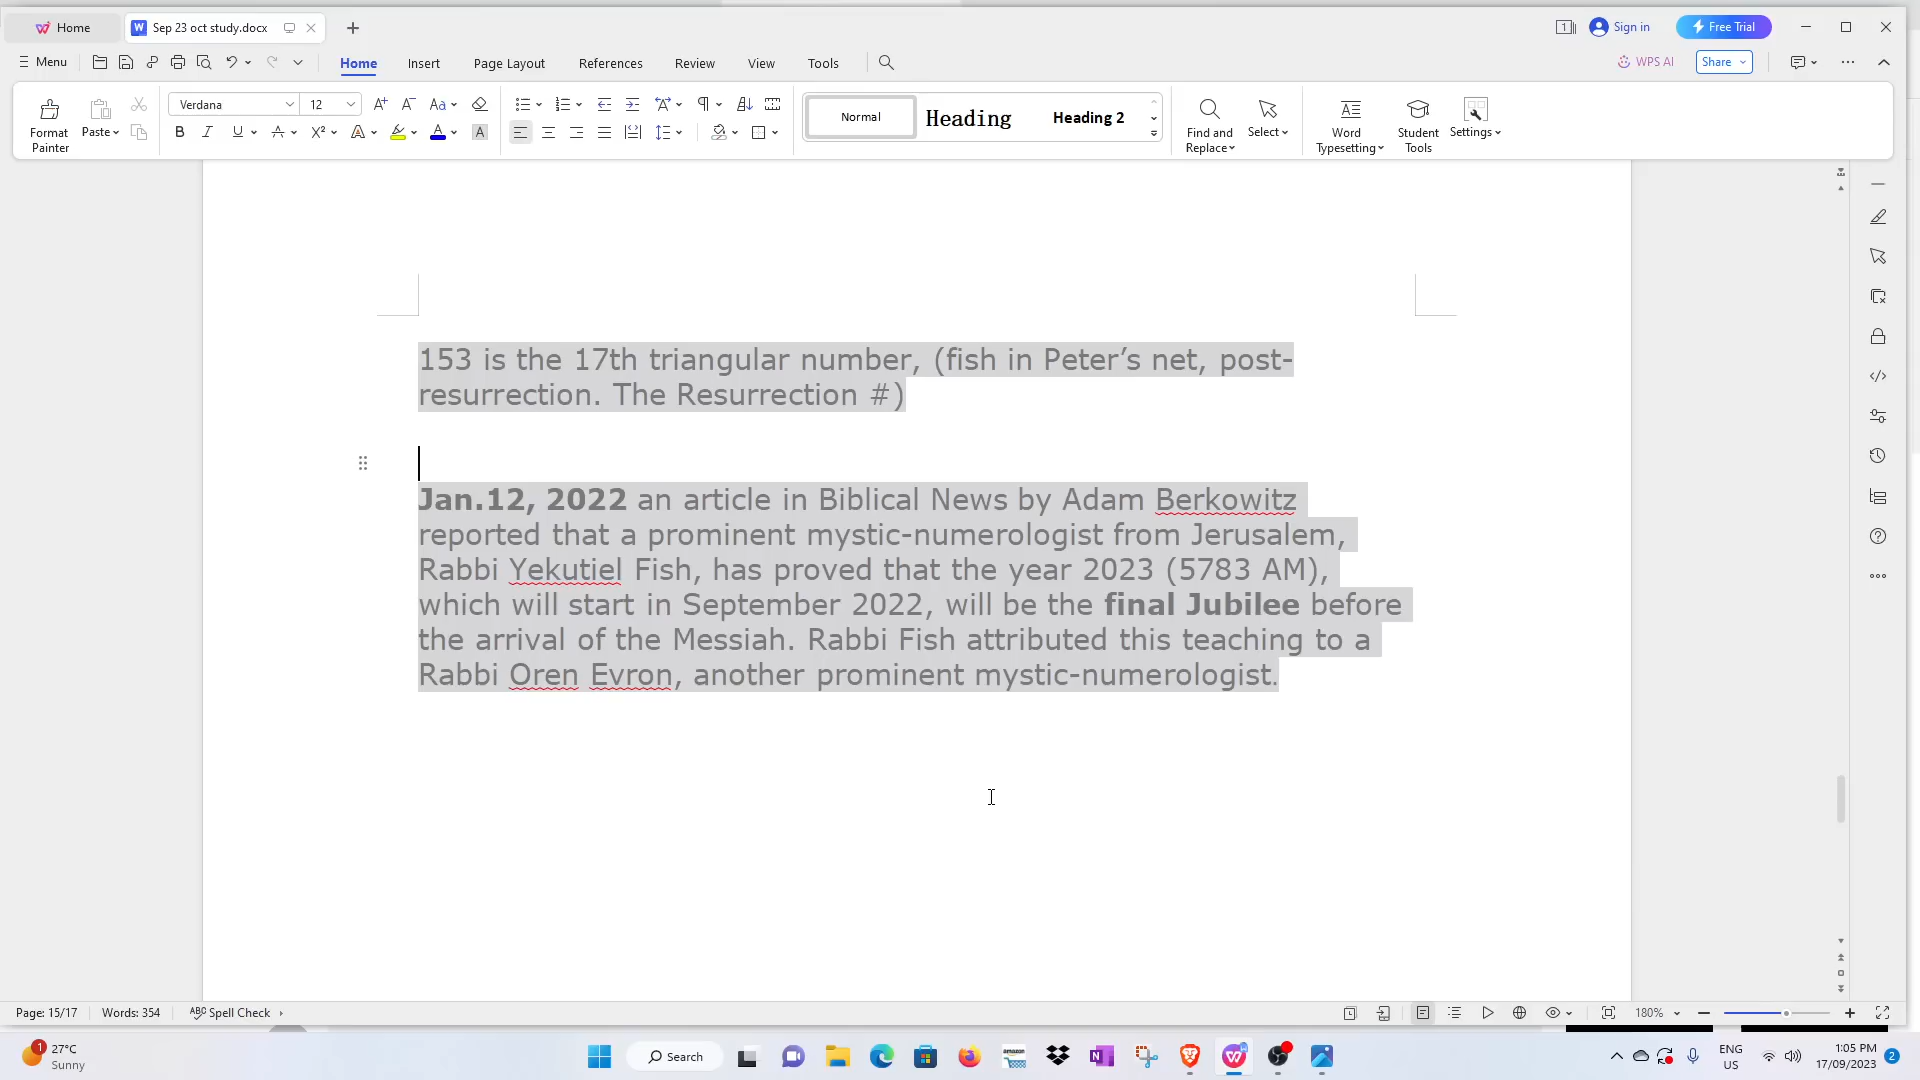 Home
Sep 23 oct study.docx
Sign in
Free Trial
Menu
Home
Insert
Page Layout
References
Review
View
Tools
WPS AI
Share
Format
Painter
Paste
Verdana
12
Normal
Heading
Heading 2
Find and
Replace
Select
Word
Typesetting
Student
Tools
Settings
153 is the 17th triangular number, (fish in Peter’s net, post-
resurrection. The Resurrection #)
Jan.12, 2022 an article in Biblical News by Adam Berkowitz
reported that a prominent mystic-numerologist from Jerusalem,
Rabbi Yekutiel Fish, has proved that the year 2023 (5783 AM),
which will start in September 2022, will be the final Jubilee before
the arrival of the Messiah. Rabbi Fish attributed this teaching to a
Rabbi Oren Evron, another prominent mystic-numerologist.
Page: 15/17
Words: 354
Spell Check
180%
27°C
Sunny
Search
ENG
US
1:05 PM
17/09/2023
2